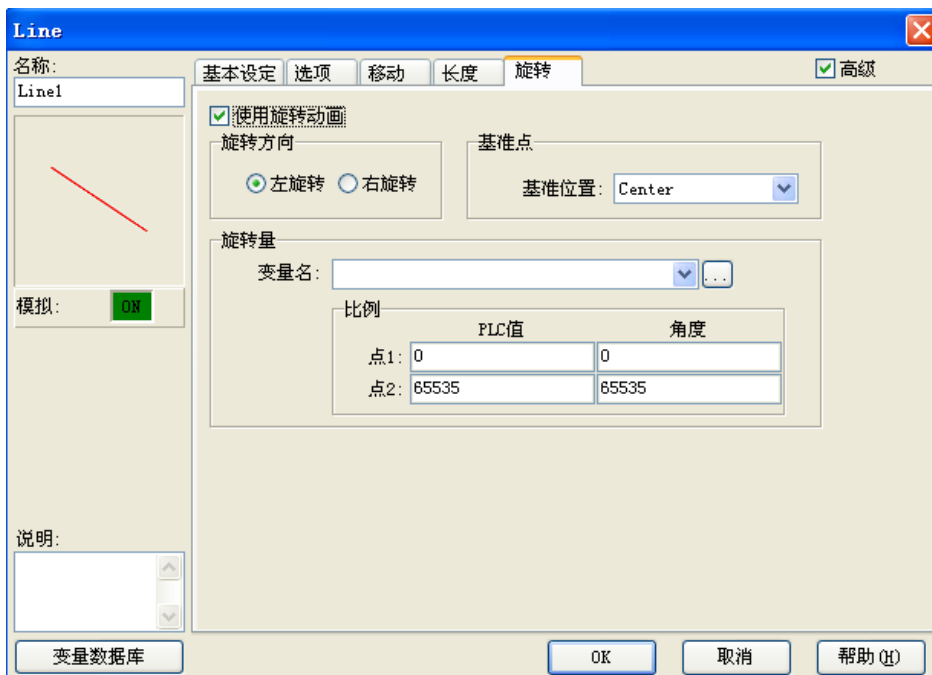 Line
名称:
Line1
基本设定 选项 移动 长度 旋转
高级
使用旋转动画
旋转方向
左旋转 右旋转
基准点
基准位置: Center
旋转量
变量名:
...
比例
PLC值 角度
点1: 0 0
点2: 65535 65535
模拟: ON
说明:
变量数据库
OK
取消
帮助(H)